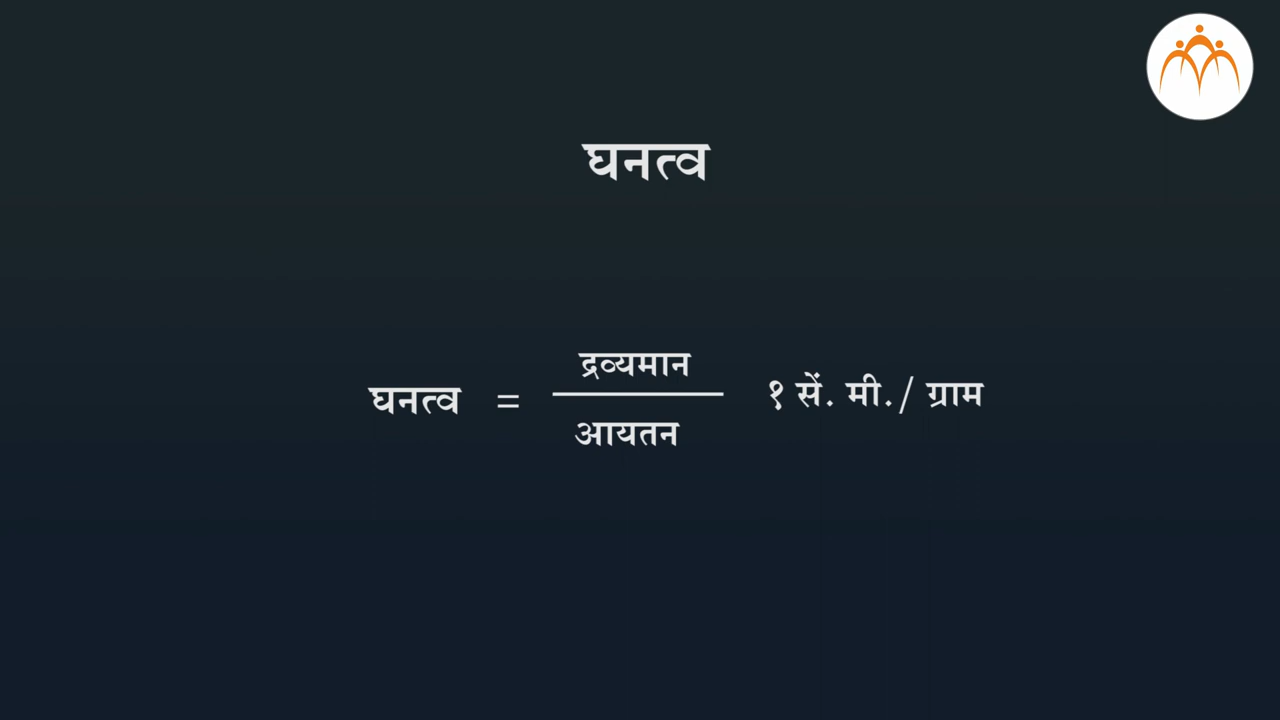 घनत्व
घनत्व = द्रव्यमान / आयतन १ सें. मी./ ग्राम